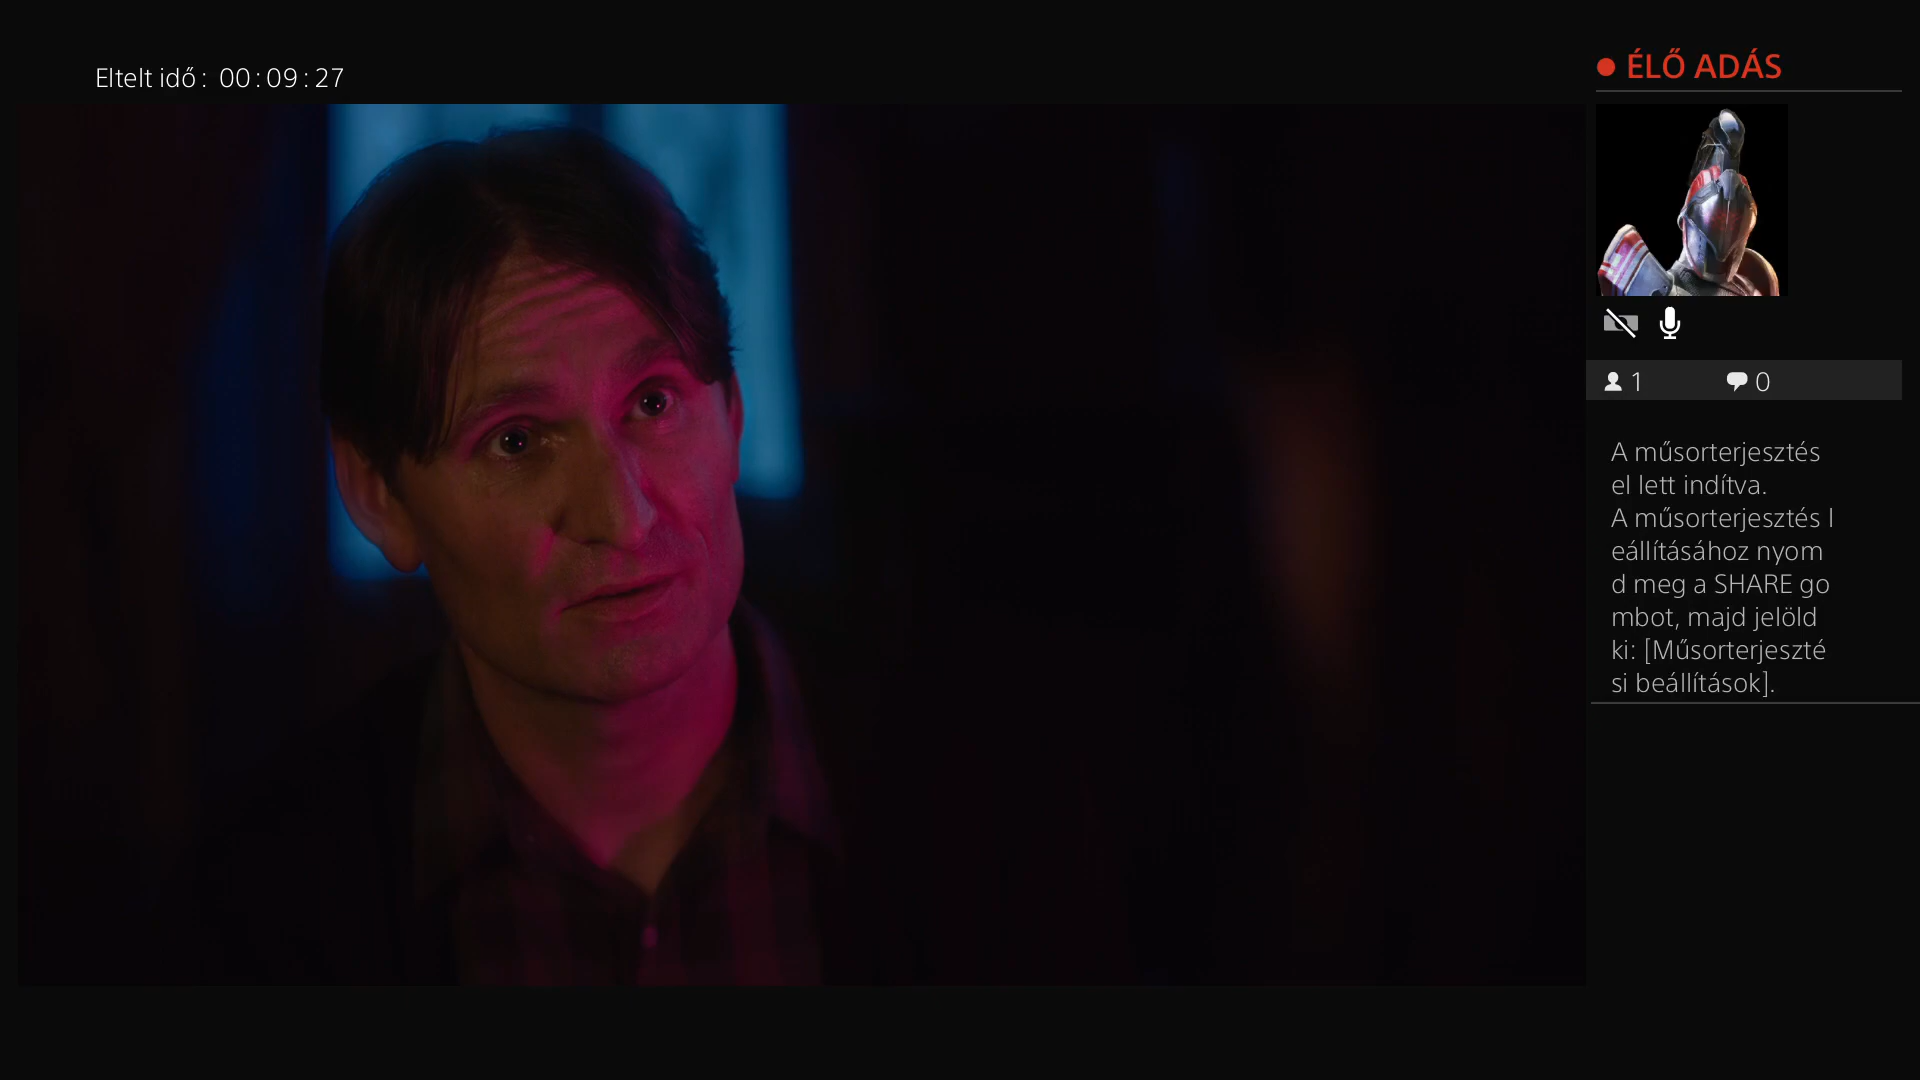 Eltelt idő: 00:09:27
ÉLŐ ADÁS
1 0
A műsorterjesztés
el lett indítva.
A műsorterjesztés l
eállításához nyom
d meg a SHARE go
mbot, majd jelöld
ki: [Műsorterjeszté
si beállítások].